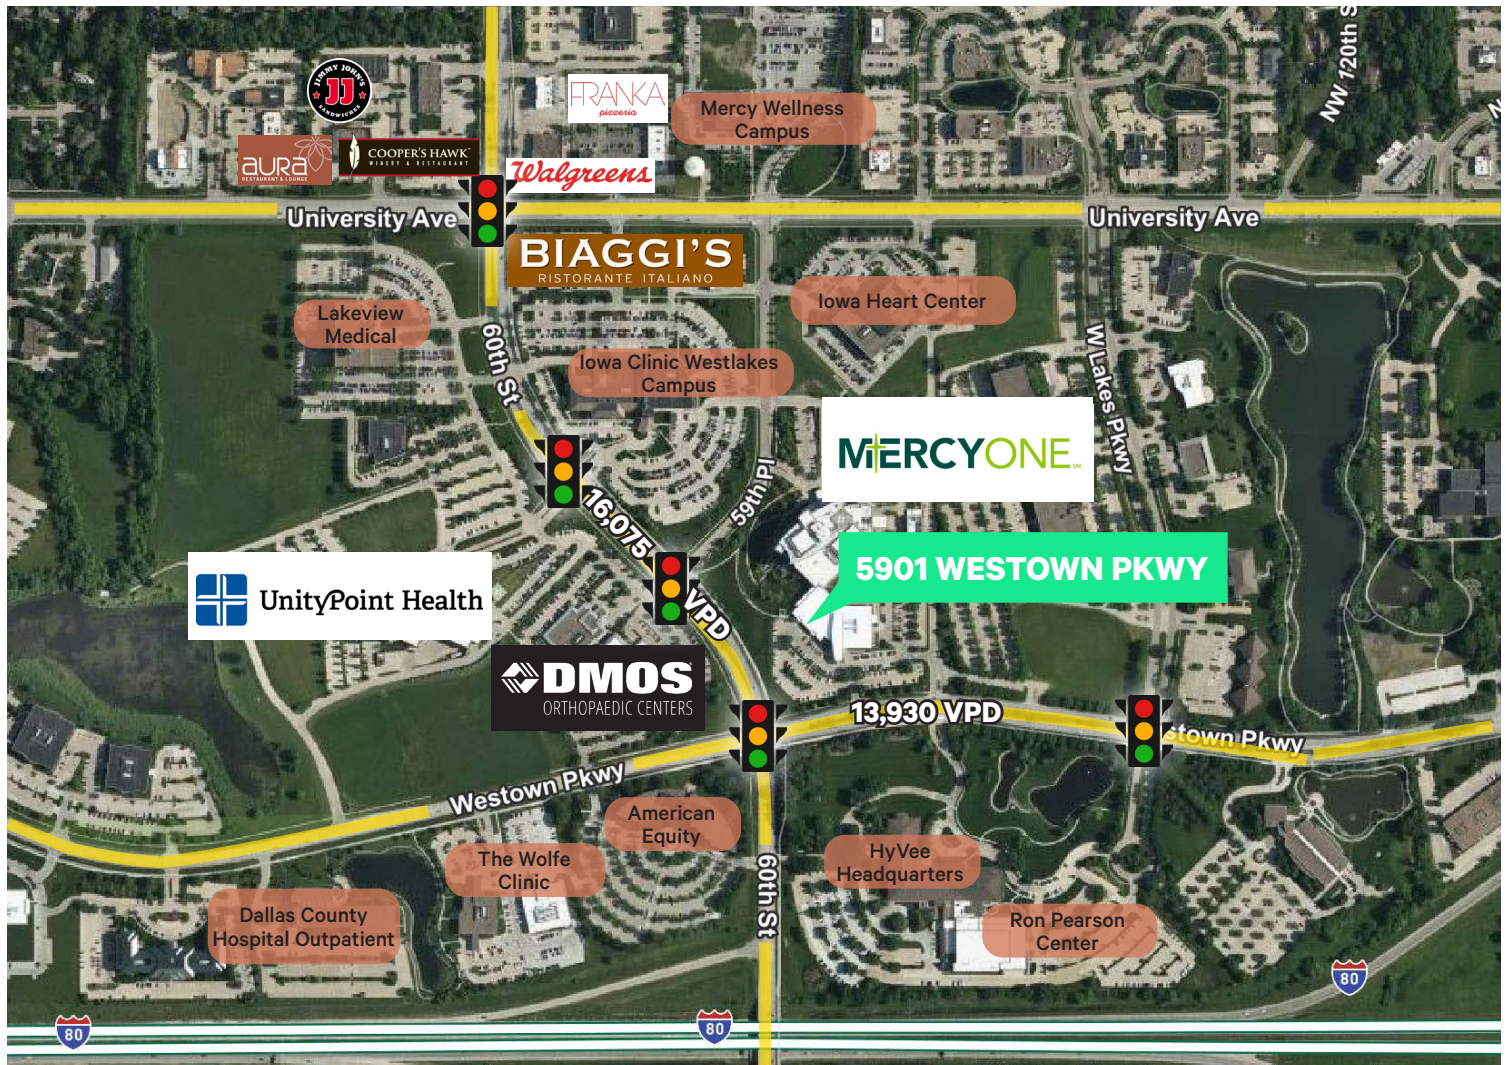 NW 120th S
JIMMY JOHN'S
JJ
SANDWICHES
FRANKA
pizzeria
Mercy Wellness
Campus
aura
RESTAURANT & LOUNGE
COOPER'S HAWK
WINERY & RESTAURANT
Walgreens
University Ave
University Ave
BIAGGI'S
RISTORANTE ITALIANO
Lakeview
Medical
Iowa Heart Center
60th St
Iowa Clinic Westlakes
Campus
W Lakes Pkwy
MERCYONE SM
59th Pl
16,075 VPD
5901 WESTOWN PKWY
UnityPoint Health
DMOS
ORTHOPAEDIC CENTERS
13,930 VPD
stown Pkwy
Westown Pkwy
American
Equity
The Wolfe
Clinic
HyVee
Headquarters
60th St
Dallas County
Hospital Outpatient
Ron Pearson
Center
80
80
80